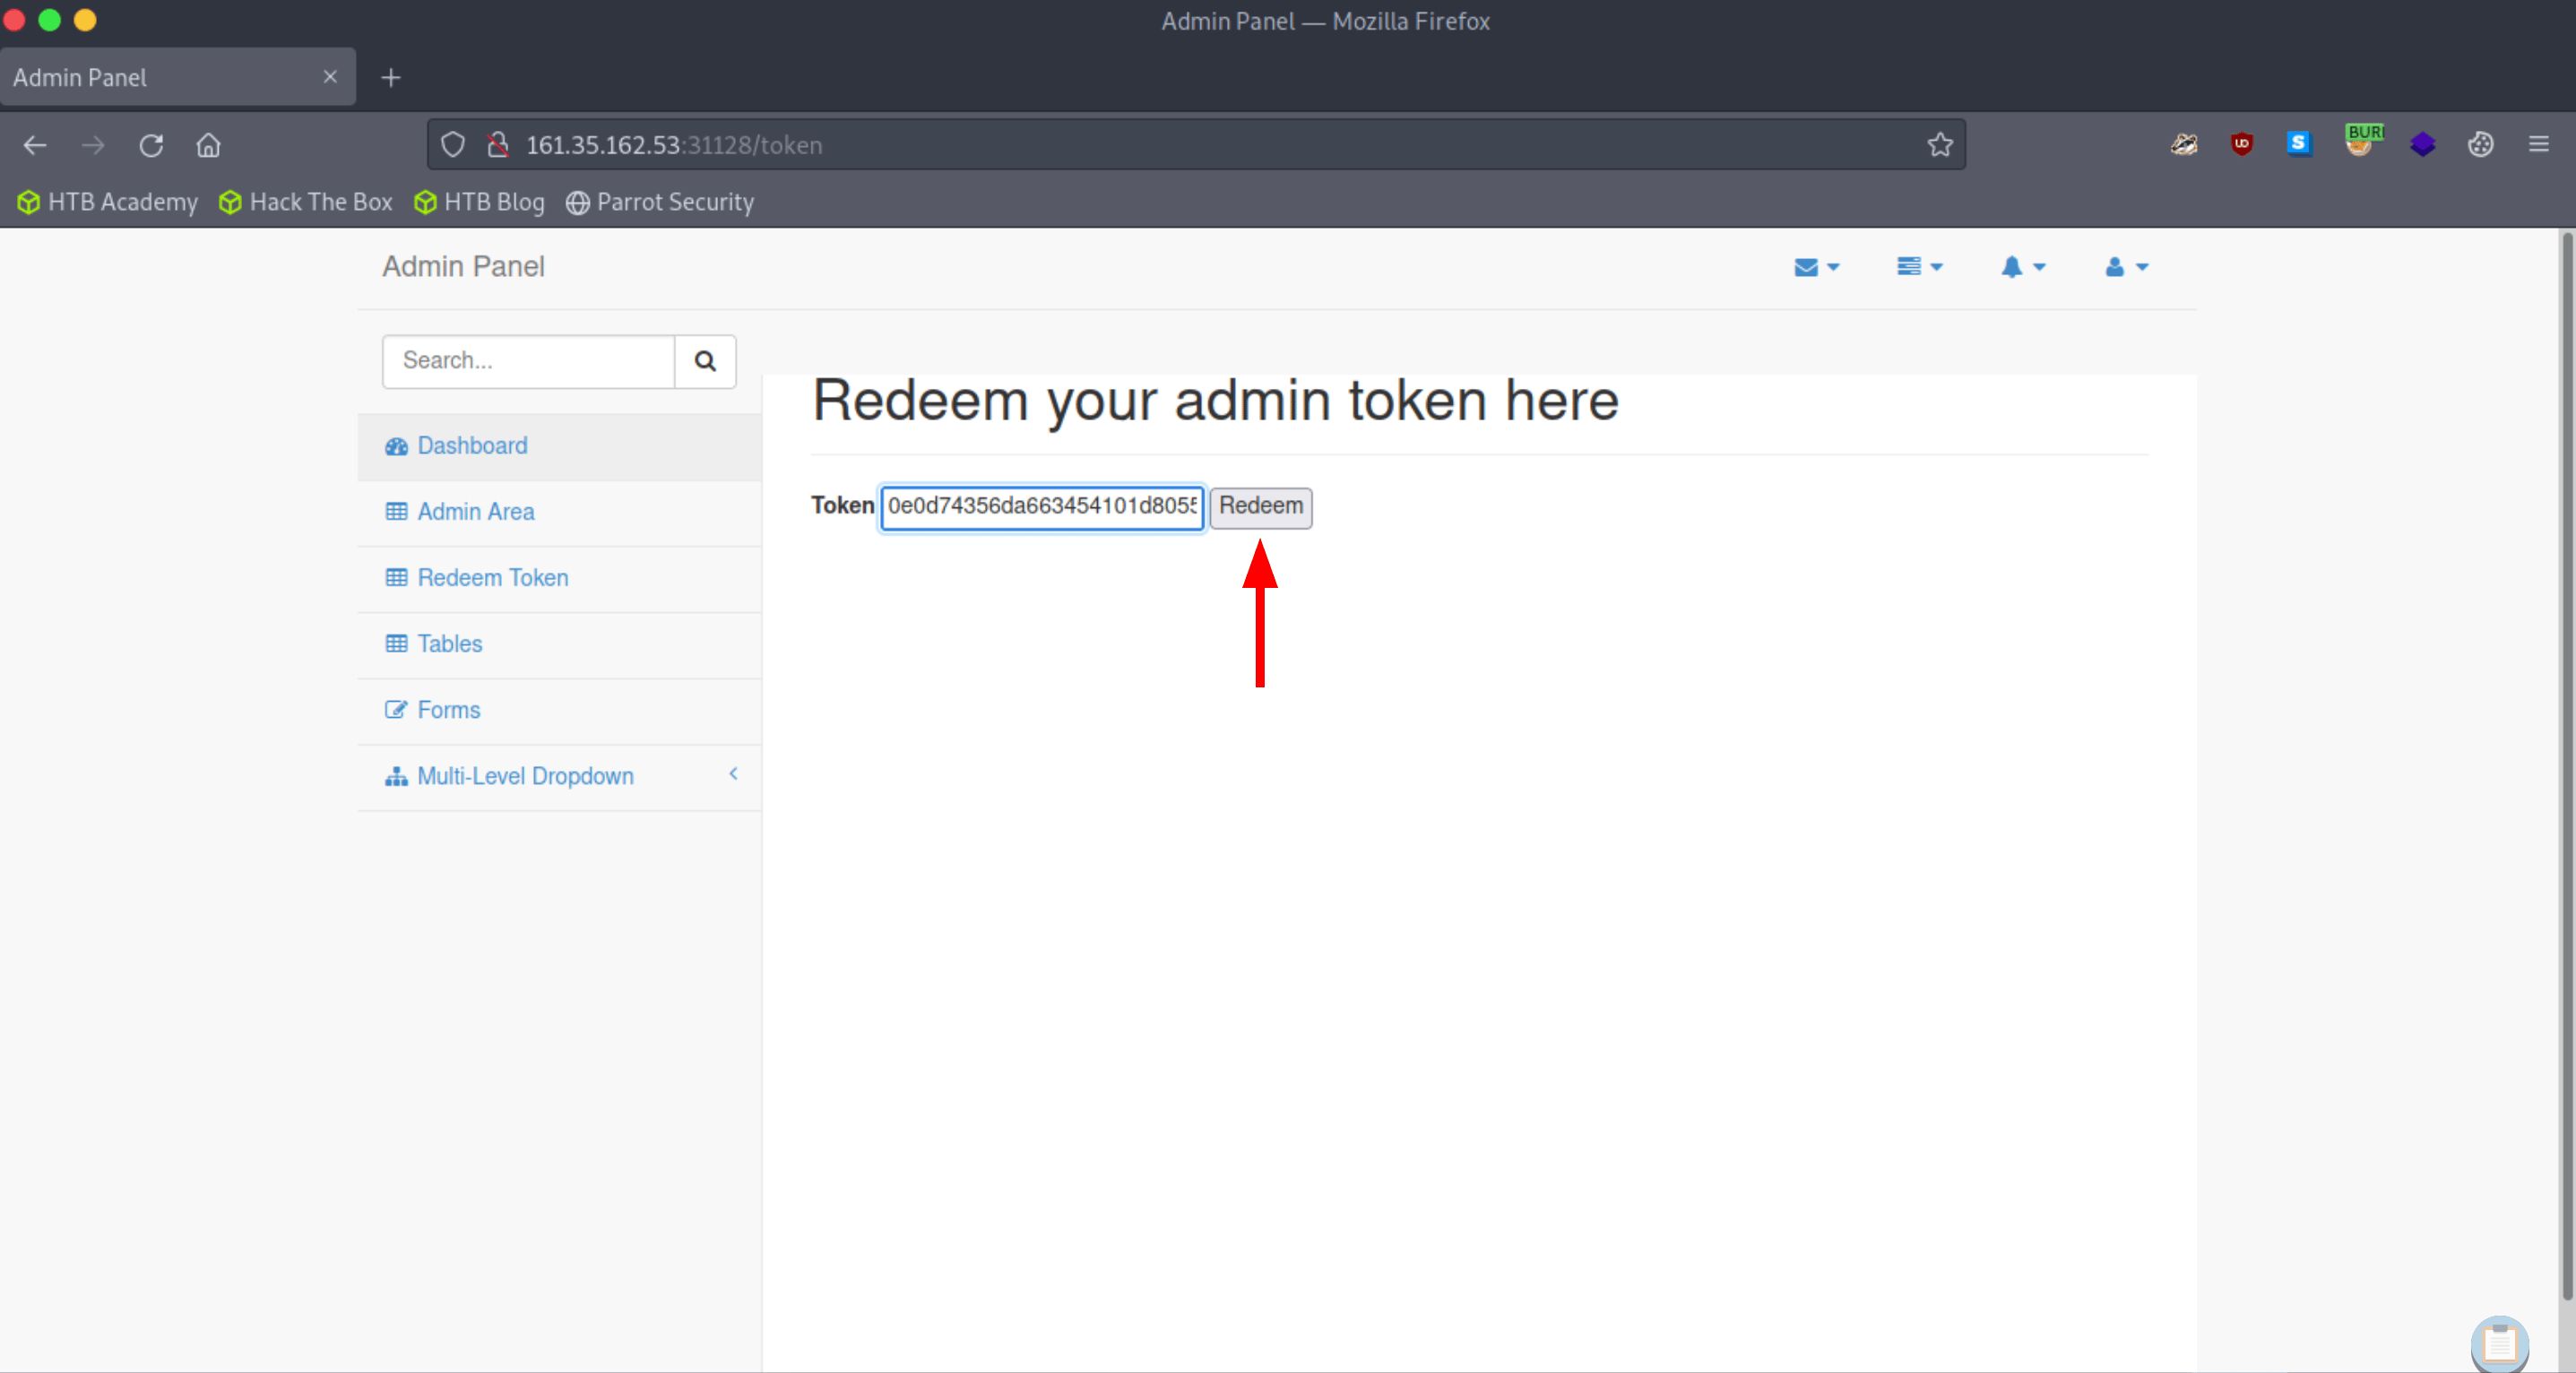 Admin Panel — Mozilla Firefox
Admin Panel
161.35.162.53:31128/token
BURI
HTB Academy Hack The Box HTB Blog Parrot Security
Admin Panel
Search...
Redeem your admin token here
Dashboard
Token 0e0d74356da663454101d805 Redeem
Admin Area
Redeem Token
Tables
Forms
Multi-Level Dropdown